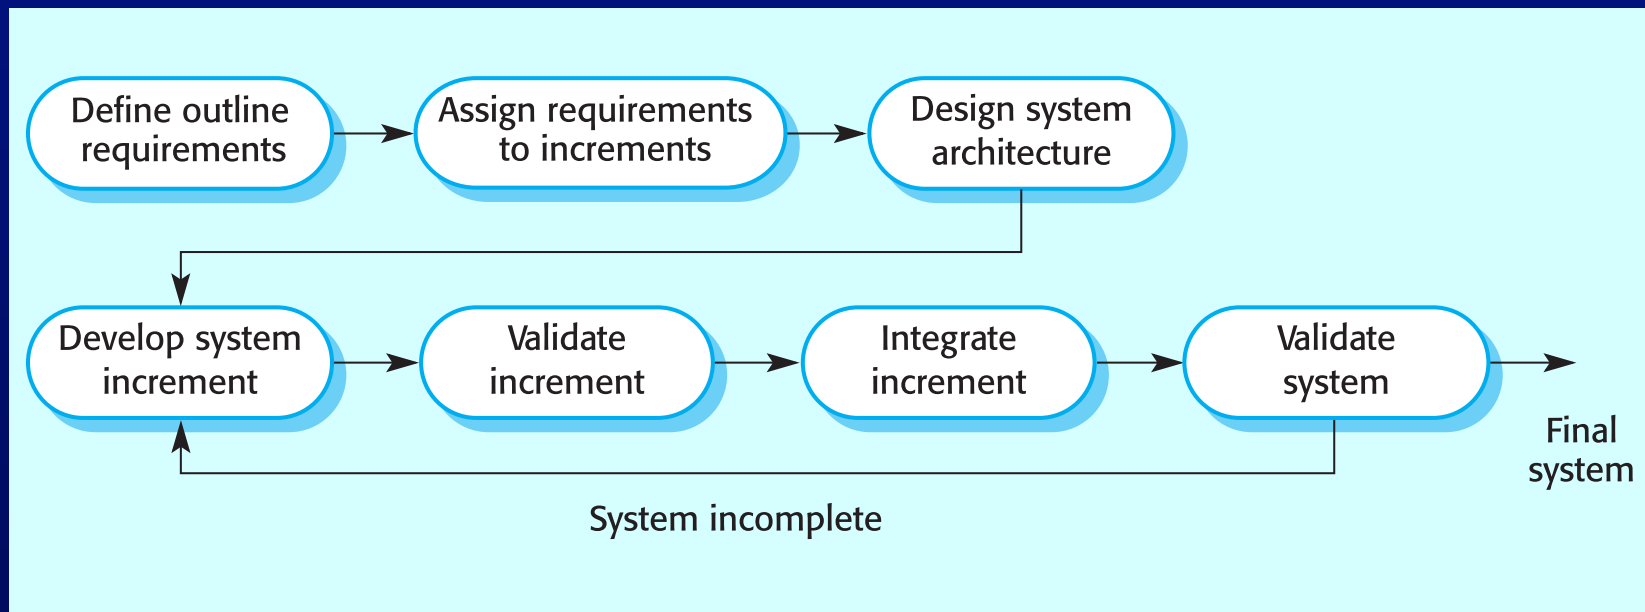 Define outline
requirements
Assign requirements
to increments
Design system
architecture
Develop system
increment
Validate
increment
Integrate
increment
Validate
system
Final
system
System incomplete